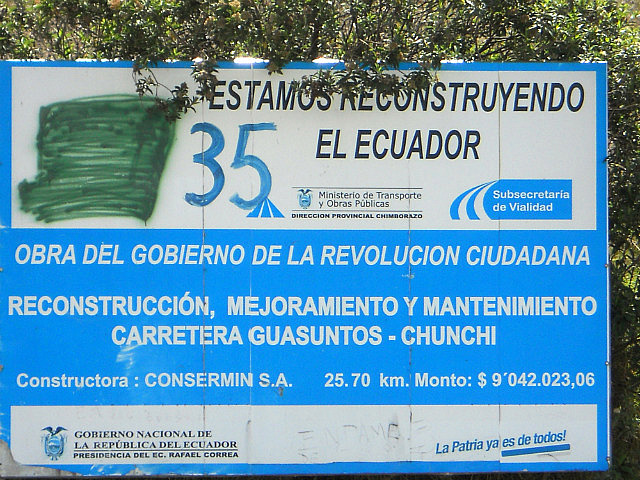 ESTAMOS RECONSTRUYENDO
EL ECUADOR
35
Ministerio de Transporte
y Obras Públicas
DIRECCION PROVINCIAL CHIMBORAZO
Subsecretaría
de Vialidad
OBRA DEL GOBIERNO DE LA REVOLUCION CIUDADANA
RECONSTRUCCIÓN, MEJORAMIENTO Y MANTENIMIENTO
CARRETERA GUASUNTOS - CHUNCHI
Constructora : CONSERMIN S.A. 25.70 km. Monto: $ 9´042.023,06
GOBIERNO NACIONAL DE
LA REPÚBLICA DEL ECUADOR
PRESIDENCIA DEL EC. RAFAEL CORREA
La Patria ya es de todos!